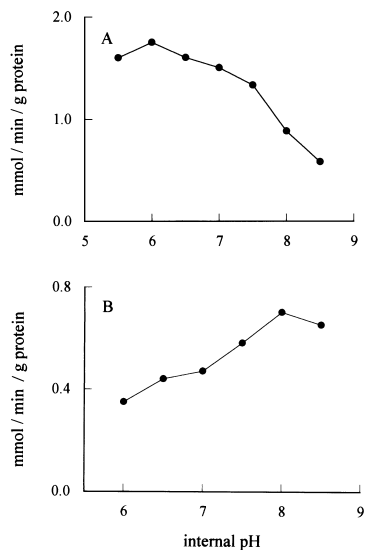 A
mmol / min / g protein
2.0
1.0
0.0
5 6 7 8 9
B
mmol / min / g protein
0.8
0.4
0.0
6 7 8 9
internal pH